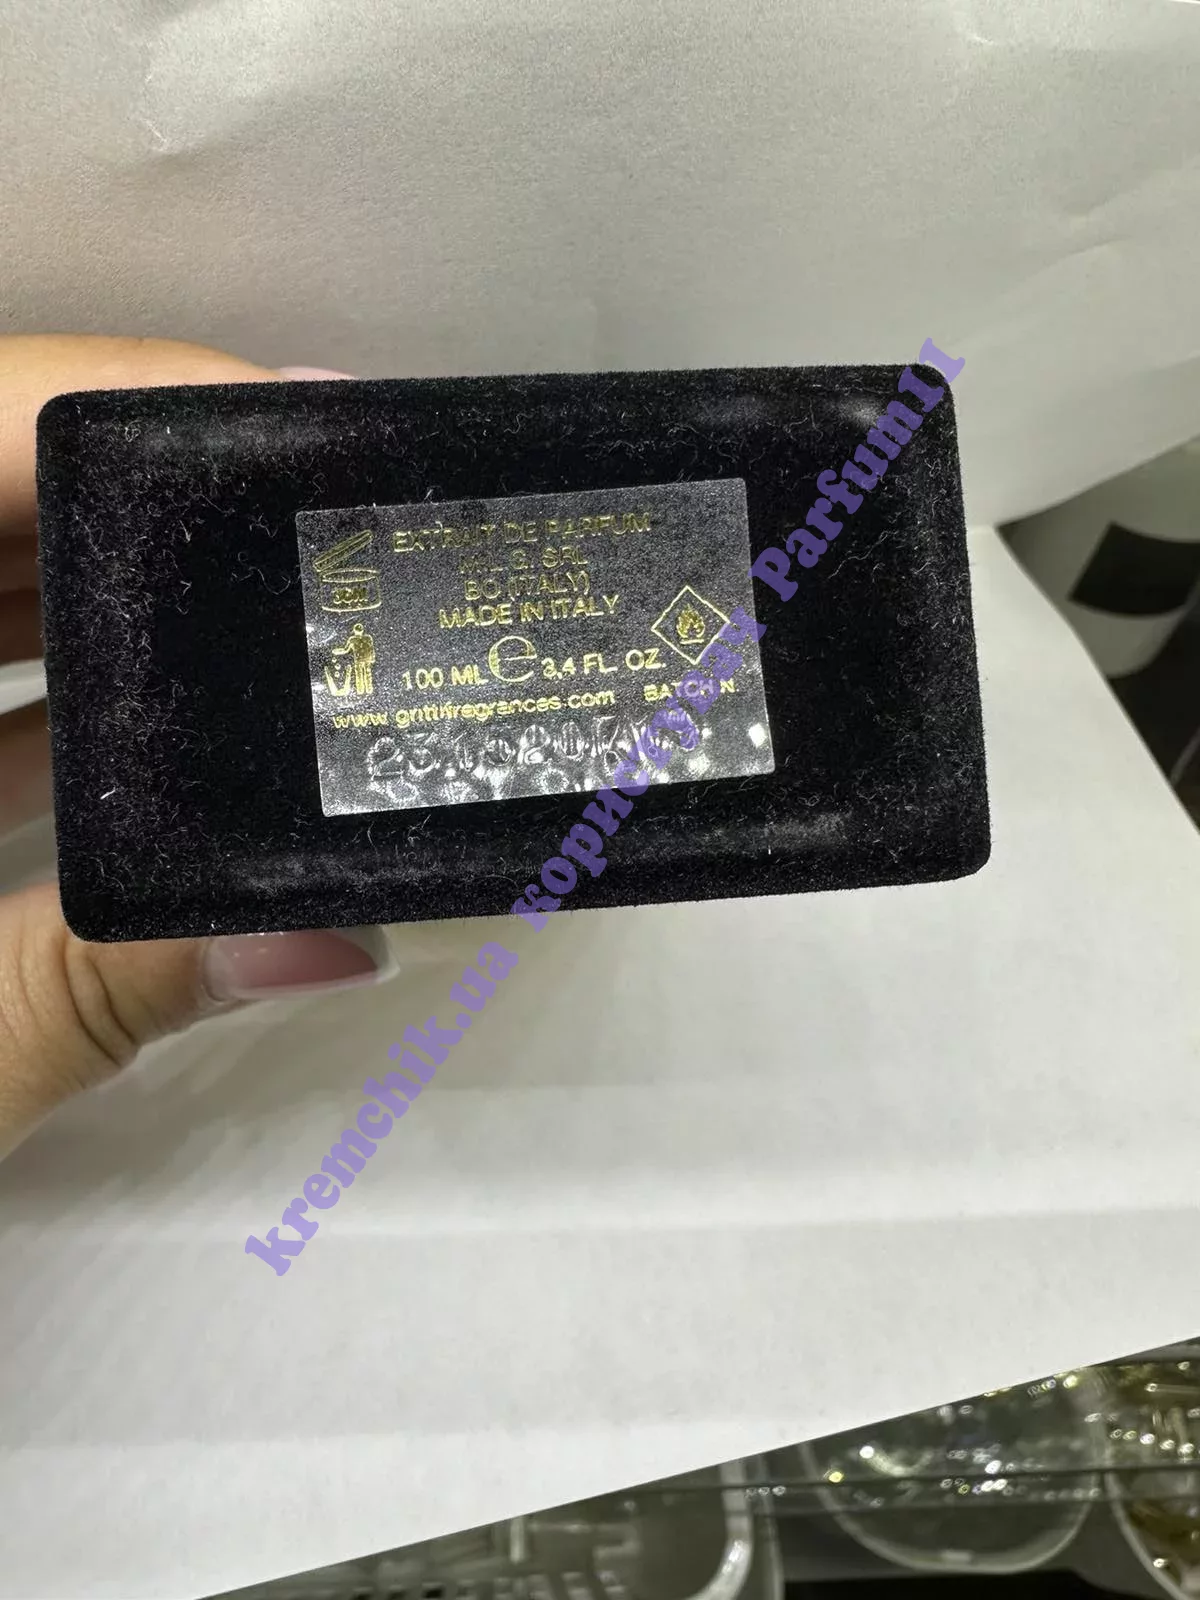 EXTRAIT DE PARFUM
M.L.G. SRL
BO (ITALY)
MADE IN ITALY
36M
100 ML e 3,4 FL. OZ.
BATCH N
www.gritifragrances.com
kremchik.ua користувач Parfum11